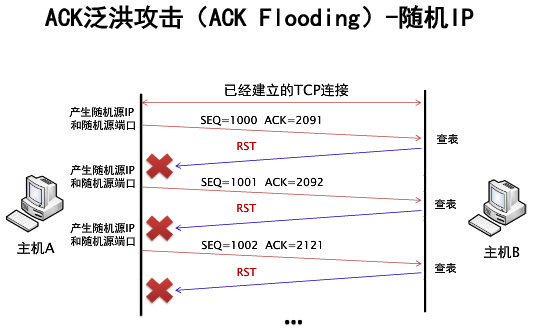 ACK泛洪攻击（ACK Flooding）-随机IP
已经建立的TCP连接
产生随机源IP
和随机源端口
SEQ=1000 ACK=2091
RST
查表
产生随机源IP
和随机源端口
SEQ=1001 ACK=2092
RST
查表
产生随机源IP
和随机源端口
SEQ=1002 ACK=2121
RST
查表
主机A
主机B
...